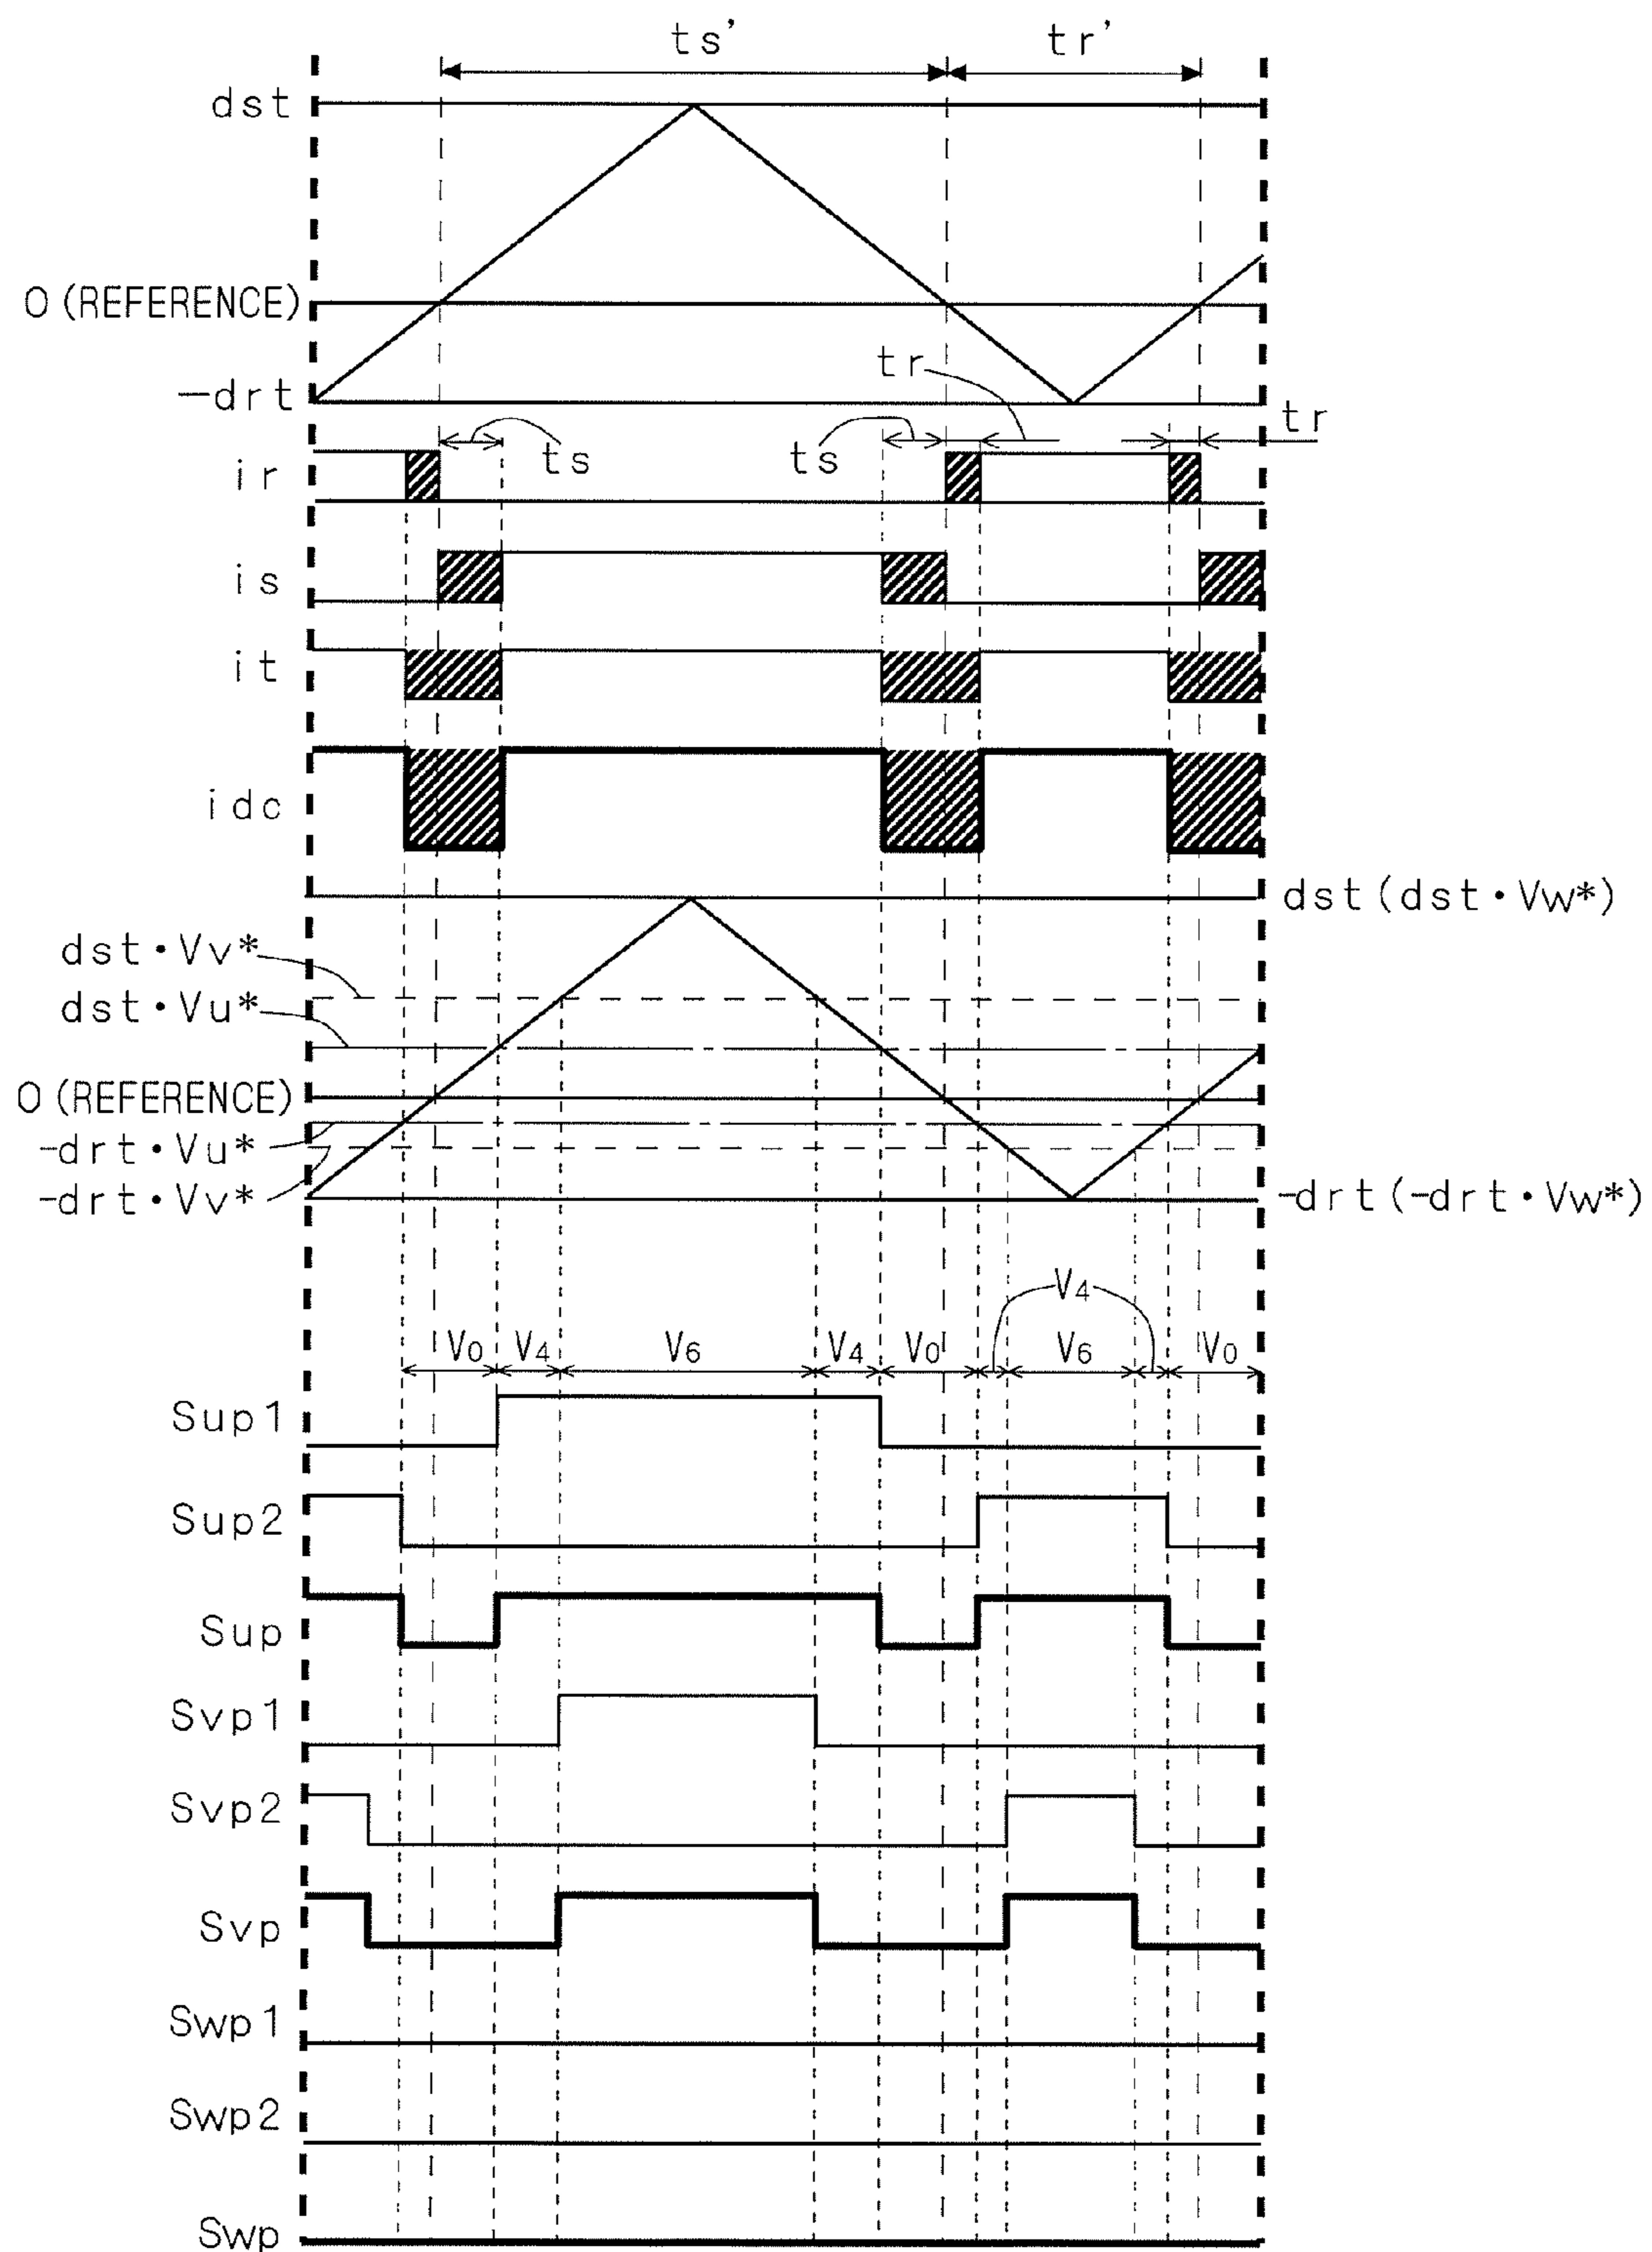 ts' tr'
dst
0(REFERENCE)
-drt
tr
ts ts tr
ir
is
it
idc
dst(dst·Vw*)
dst·Vv*
dst·Vu*
0(REFERENCE)
-drt·Vu*
-drt·Vv* -drt(-drt·Vw*)
V4
V0 V4 V6 V4 V0 V6 V0
Sup1
Sup2
Sup
Svp1
Svp2
Svp
Swp1
Swp2
Swp